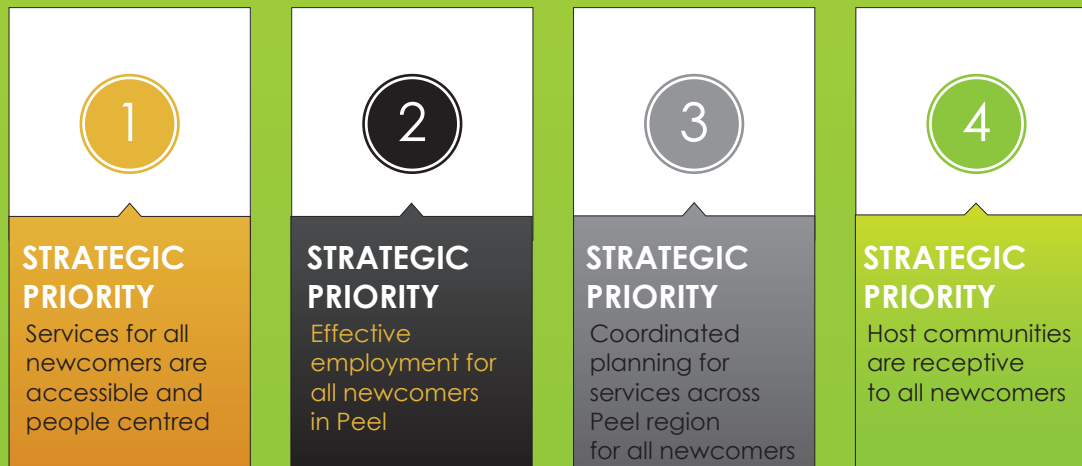 1
STRATEGIC
PRIORITY
Services for all
newcomers are
accessible and
people centred
2
STRATEGIC
PRIORITY
Effective
employment for
all newcomers
in Peel
3
STRATEGIC
PRIORITY
Coordinated
planning for
services across
Peel region
for all newcomers
4
STRATEGIC
PRIORITY
Host communities
are receptive
to all newcomers